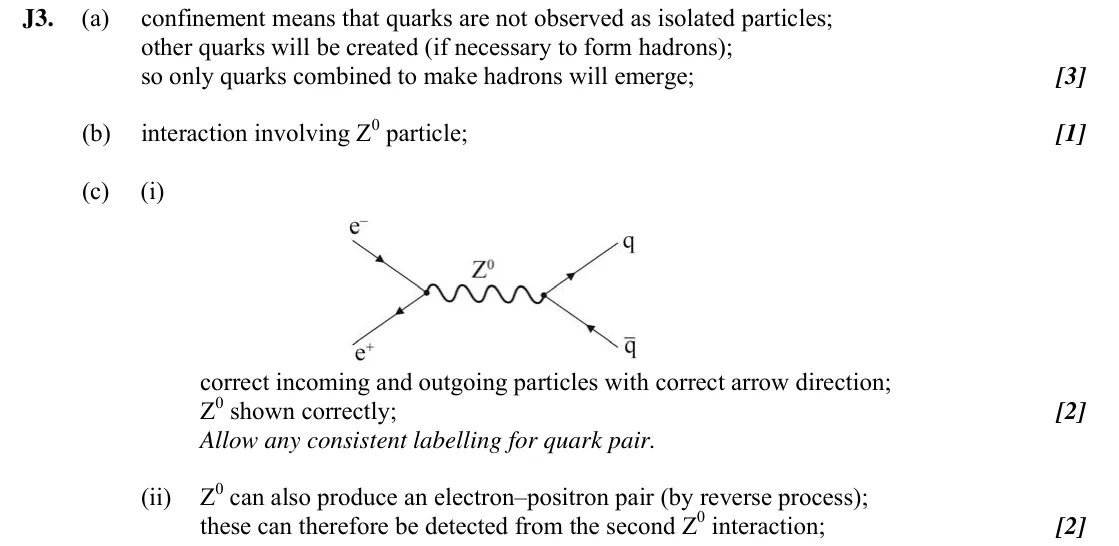 J3. (a) confinement means that quarks are not observed as isolated particles;
other quarks will be created (if necessary to form hadrons);
so only quarks combined to make hadrons will emerge; [3]
(b) interaction involving Z⁰ particle; [1]
(c) (i)
e⁻
q
Z⁰
e⁺
q̅
correct incoming and outgoing particles with correct arrow direction;
Z⁰ shown correctly; [2]
Allow any consistent labelling for quark pair.
(ii) Z⁰ can also produce an electron–positron pair (by reverse process);
these can therefore be detected from the second Z⁰ interaction; [2]